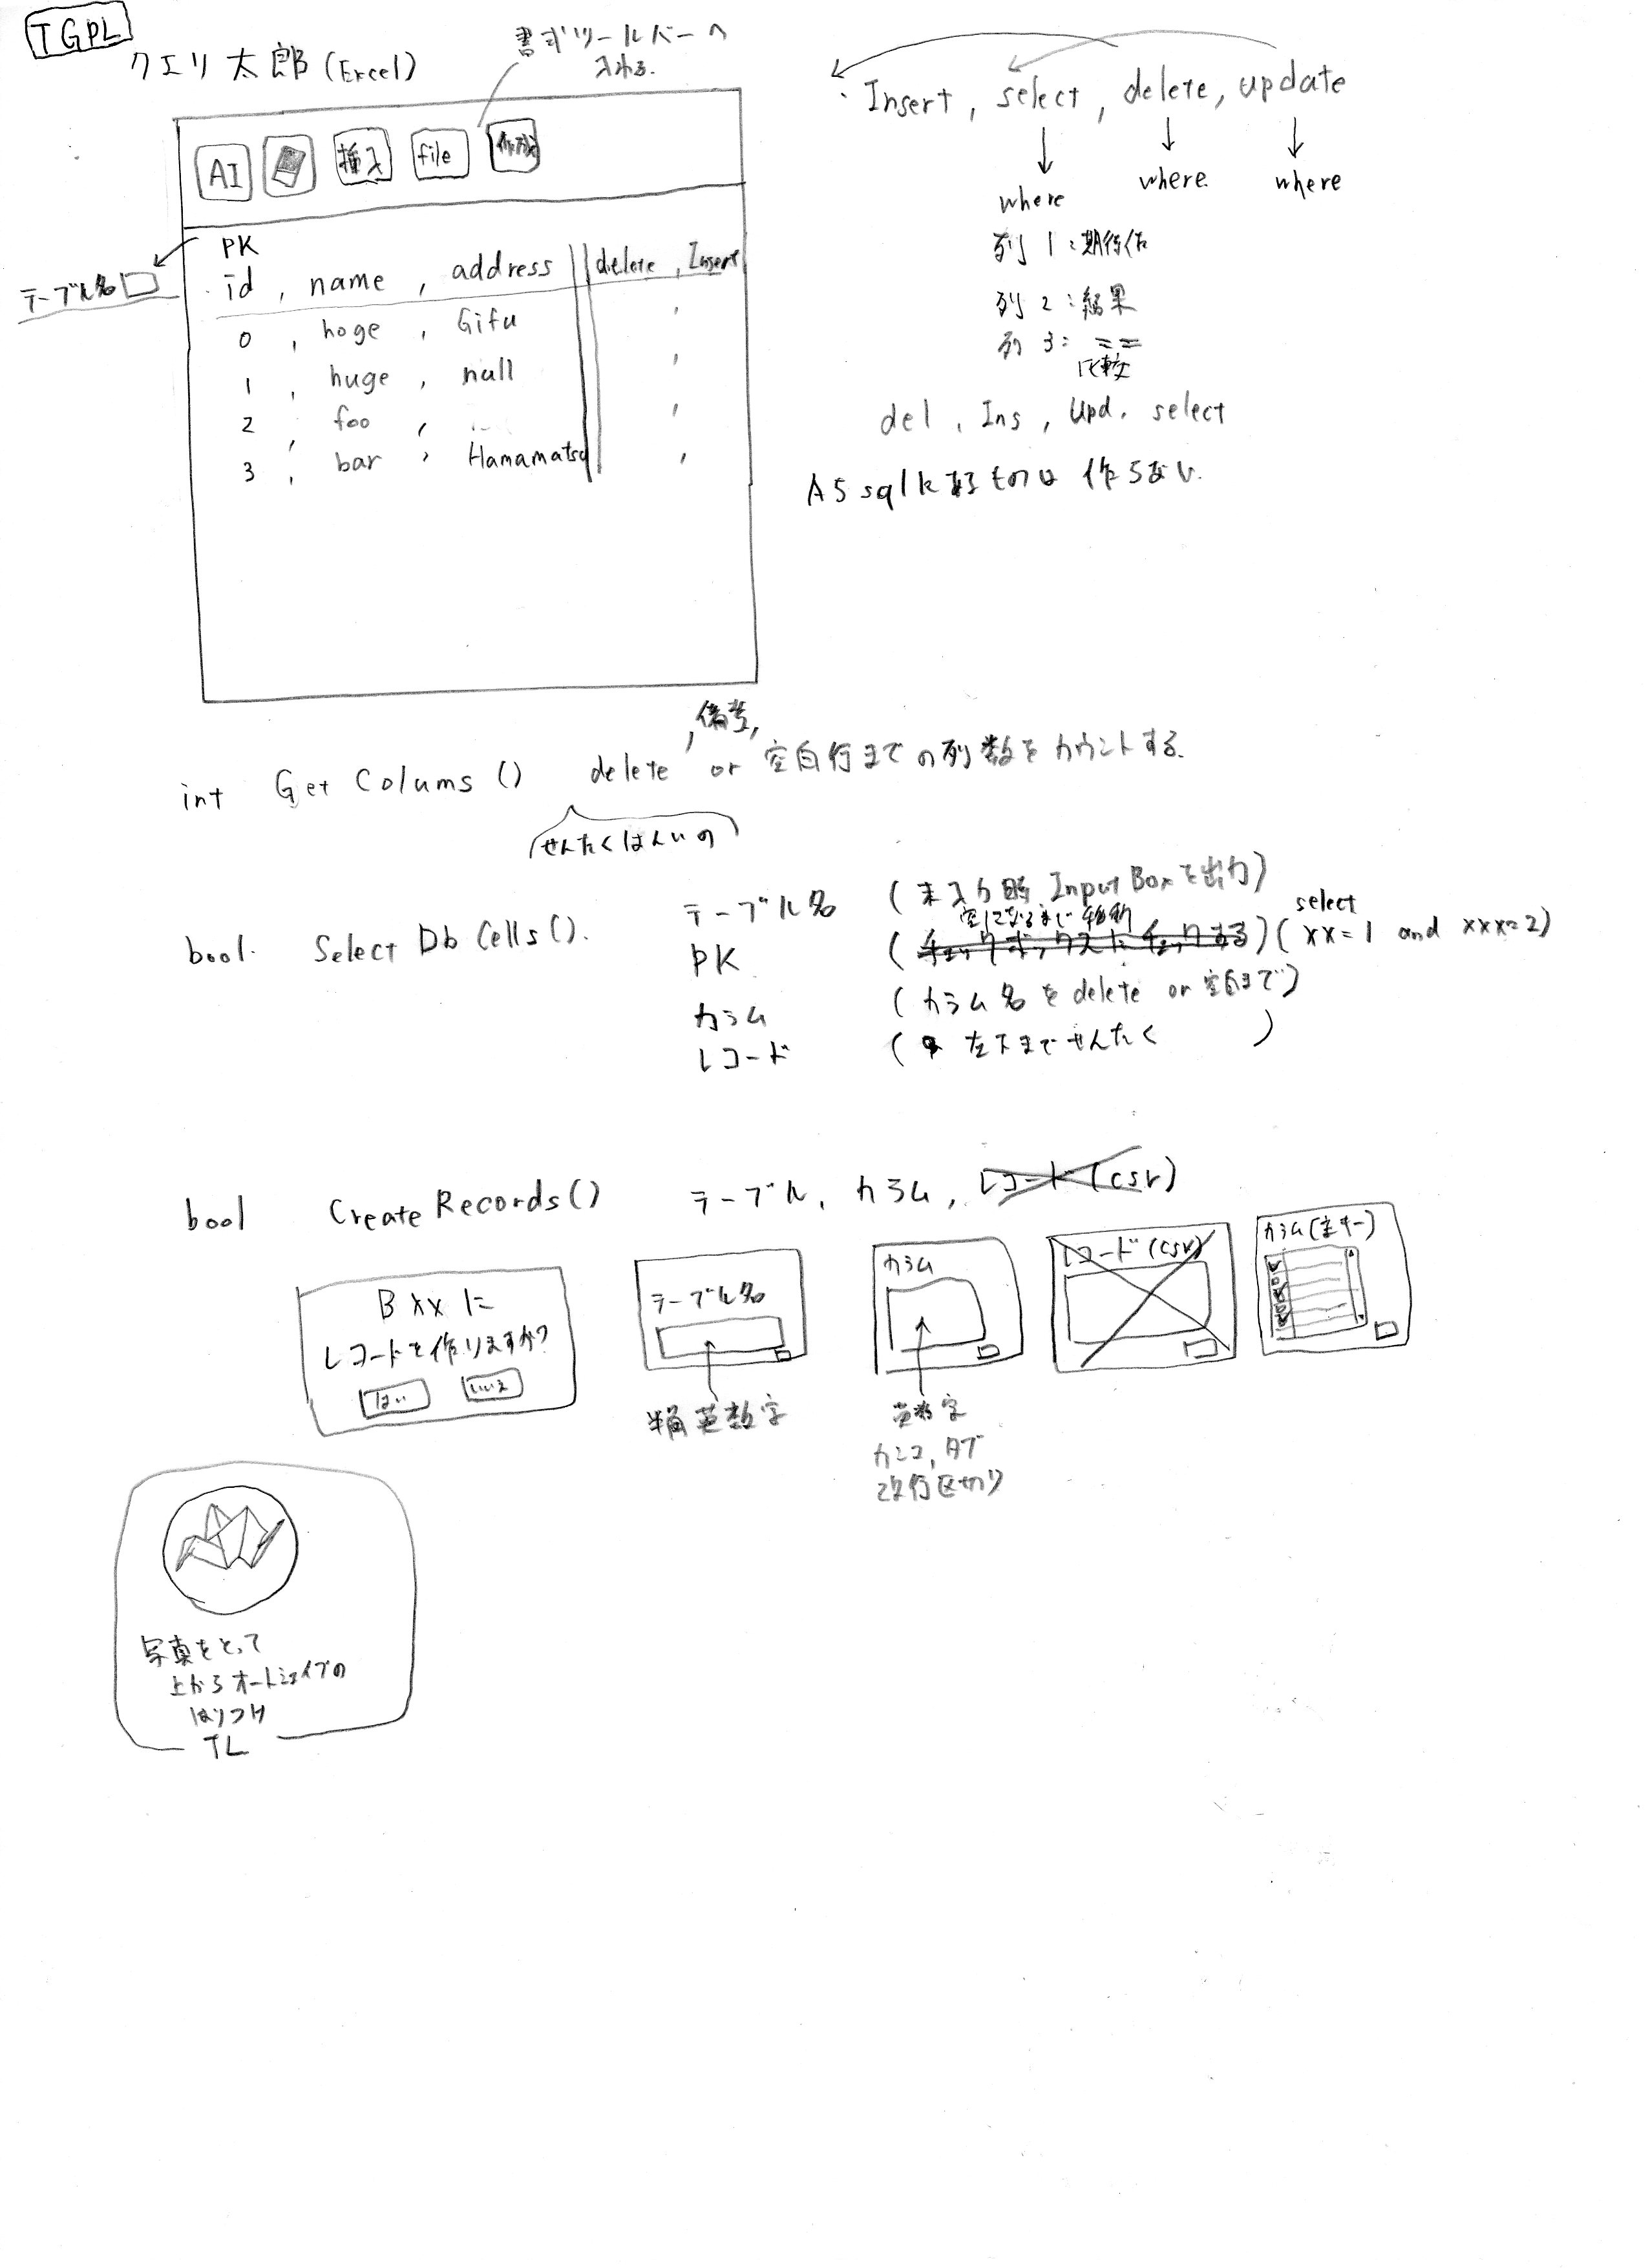 TGPL
クエリ太郎(Excel)
書式ツールバーへ
入れる.
AI 挿入 file 作成
PK
テーブル名
id , name , address delete , Insert
0 , hoge , Gifu ,
1 , huge , null ,
2 , foo , ,
3 , bar , Hamamatsu ,
・Insert, select, delete, update
where where. where
列1:期待値
列2:結果
列3: ==
比較
del, Ins, Upd. select
A5 sqlに なるものは 作らない.
int Get Colums () delete , 備考, or 空白行までの列数をカウントする.
せんたくはんいの
bool. Select Db Cells(). テーブル名 (未入力時 Input Boxを出力)
空になるまで移動
PK (チェックボックスにチェックする) (select xx=1 and xxx=2)
カラム (カラム名を delete or 空白まで)
レコード (左下までせんたく )
bool Create Records() テーブル, カラム, レコード(csv)
B xx に
レコードを作りますか?
はい いいえ
テーブル名
半角英数字
カラム
英数字
カンマ, タブ
改行区切り
レコード(csv)
カラム(主キー)
写真をとって
上からオートシェイプの
はりつけ
TL